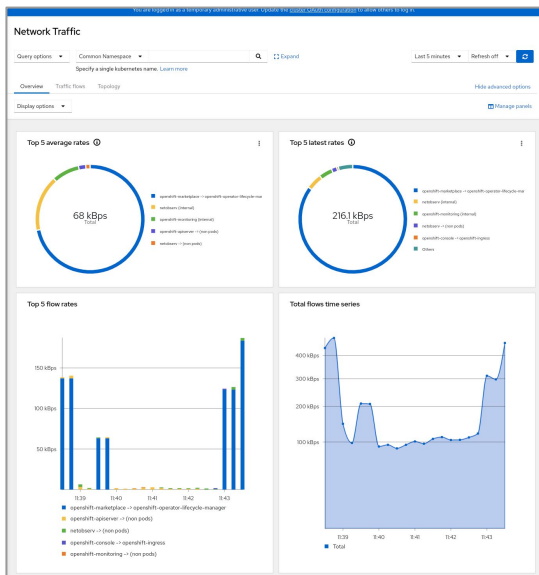 You are logged in as a temporary administrative user. Update the cluster OAuth configuration to allow others to log in.
Network Traffic
Query options
Common Namespace
Expand
Last 5 minutes
Refresh off
Specify a single kubernetes name. Learn more
Overview
Traffic flows
Topology
Hide advanced options
Display options
Manage panels
Top 5 average rates
68 kBps
Total
openshift-marketplace -> openshift-operator-lifecycle-mar
netobserv (internal)
openshift-monitoring (internal)
openshift-apiserver -> (non pods)
netobserv -> (non pods)
Top 5 latest rates
216.1 kBps
Total
openshift-marketplace -> openshift-operator-lifecycle-mar
netobserv (internal)
openshift-monitoring (internal)
netobserv -> (non pods)
openshift-console -> openshift-ingress
Others
Top 5 flow rates
150 kBps
100 kBps
50 kBps
11:39
11:40
11:41
11:42
11:43
openshift-marketplace -> openshift-operator-lifecycle-manager
openshift-apiserver -> (non pods)
netobserv -> (non pods)
openshift-console -> openshift-ingress
openshift-monitoring -> (non pods)
Total flows time series
400 kBps
300 kBps
200 kBps
100 kBps
11:39
11:40
11:41
11:42
11:43
Total